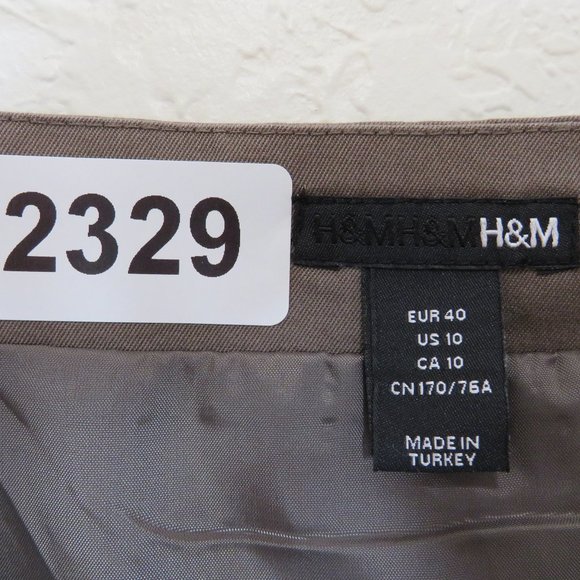 2329
H&MH&MH&M
EUR 40
US 10
CA 10
CN 170/76A
MADE IN
TURKEY